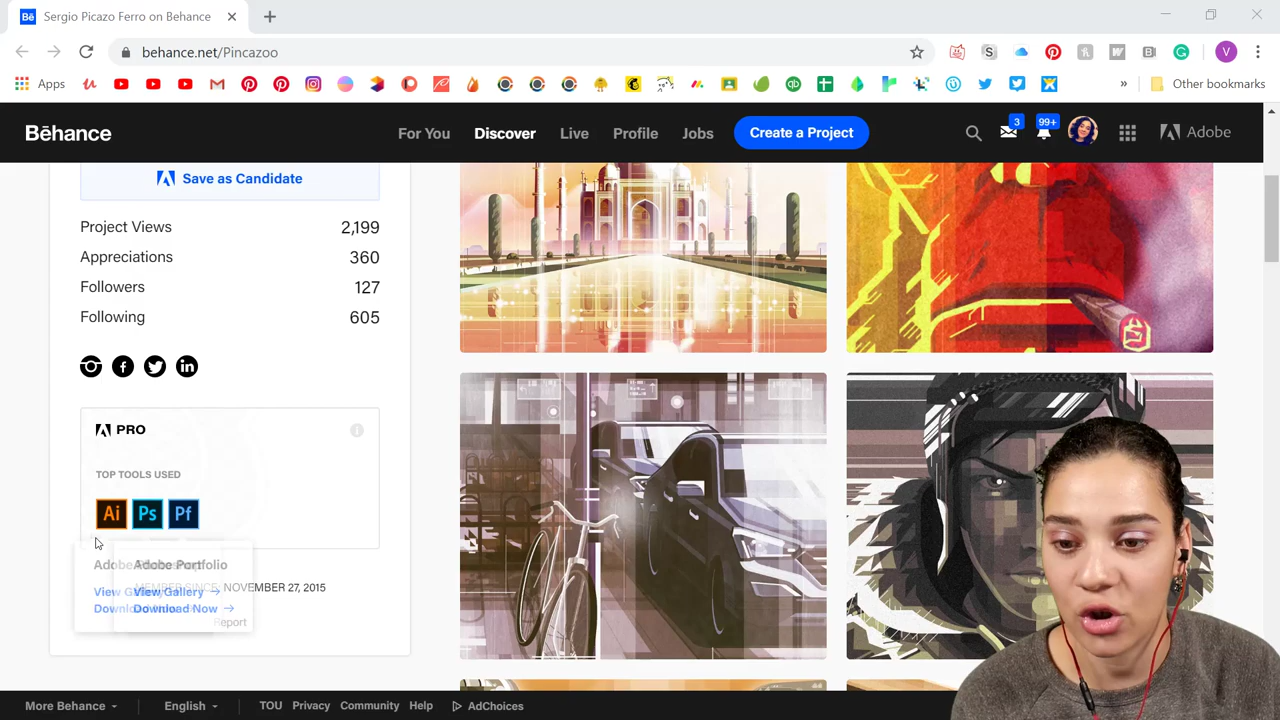 Bē Sergio Picazo Ferro on Behance
behance.net/Pincazoo
V
Apps
Other bookmarks
Bēhance
For You
Discover
Live
Profile
Jobs
Create a Project
3
99+
Adobe
Save as Candidate
Project Views 2,199
Appreciations 360
Followers 127
Following 605
PRO
TOP TOOLS USED
Ai Ps Pf
Adobe Portfolio
MEMBER SINCE: NOVEMBER 27, 2015
View Gallery →
Download Now →
Report
More Behance
English
TOU
Privacy
Community
Help
AdChoices